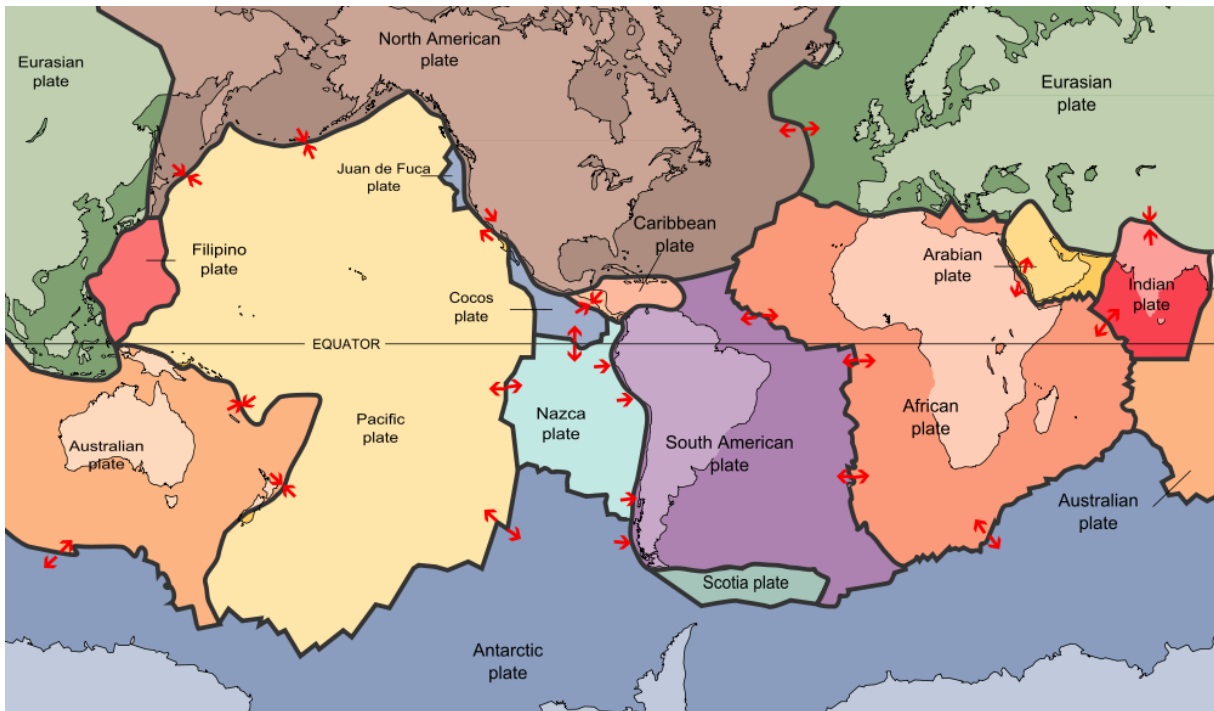 North American
plate
Eurasian
plate
Eurasian
plate
Juan de Fuca
plate
Caribbean
plate
Filipino
plate
Arabian
plate
Indian
plate
Cocos
plate
EQUATOR
Nazca
plate
African
plate
Pacific
plate
South American
plate
Australian
plate
Australian
plate
Scotia plate
Antarctic
plate